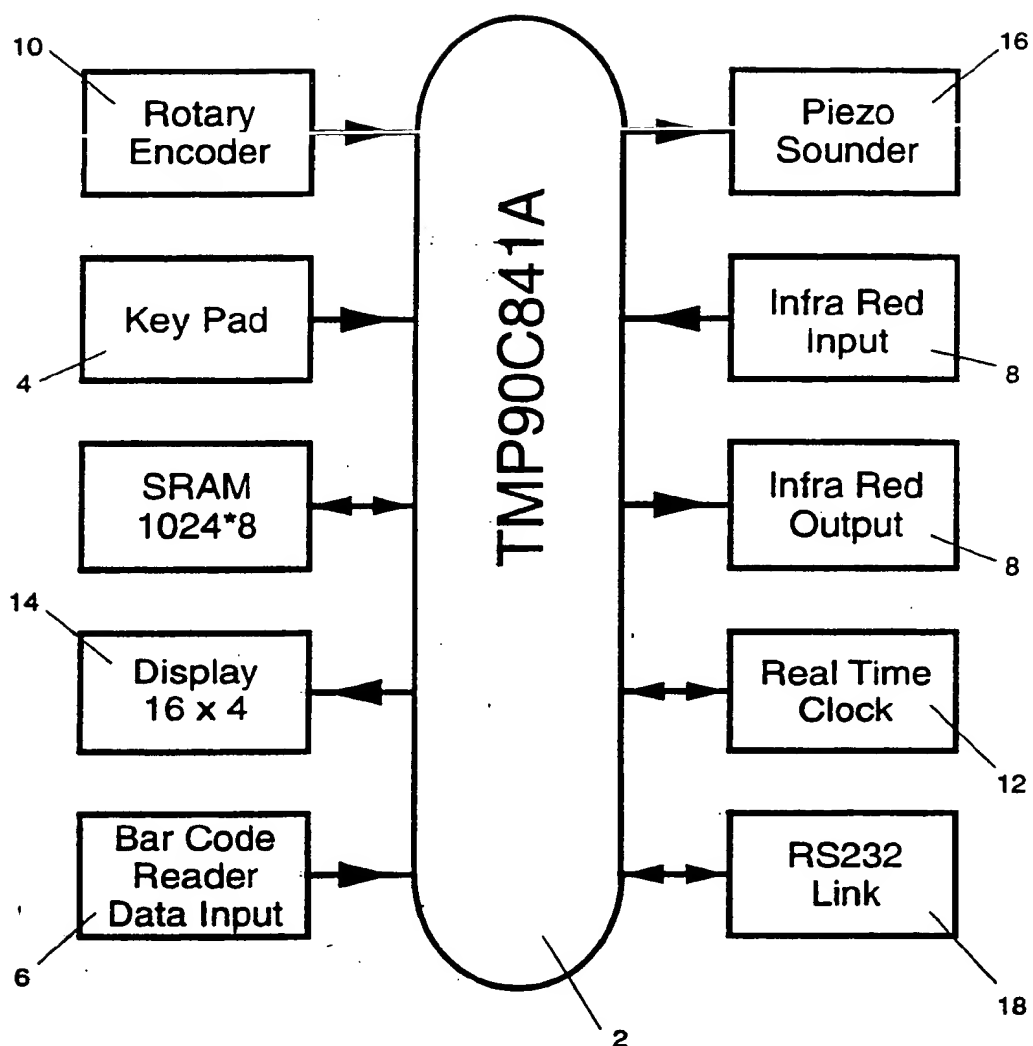 10
Rotary
Encoder
Key Pad
4
SRAM
1024*8
14
Display
16 x 4
Bar Code
Reader
Data Input
6
TMP90C841A
2
16
Piezo
Sounder
Infra Red
Input
8
Infra Red
Output
8
Real Time
Clock
12
RS232
Link
18